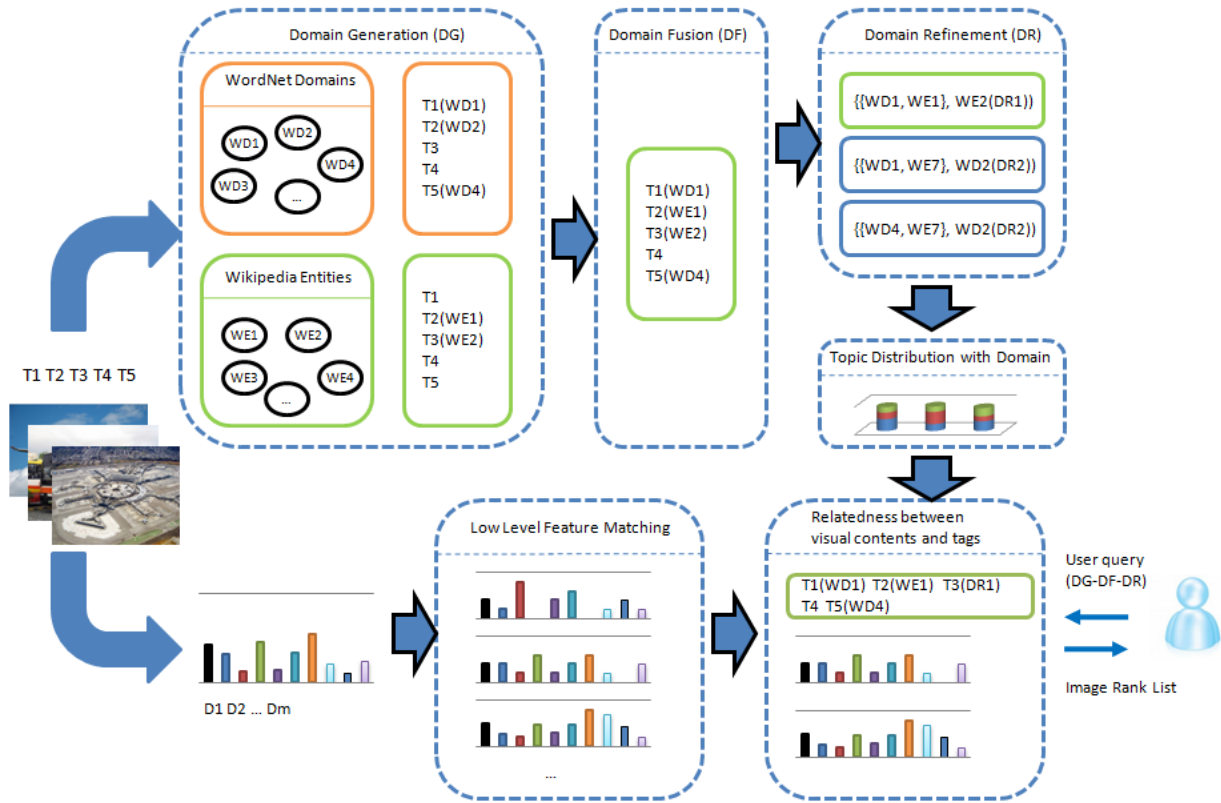 Domain Generation (DG)
WordNet Domains
WD1
WD2
WD3
WD4
...
T1(WD1)
T2(WD2)
T3
T4
T5(WD4)
Wikipedia Entities
WE1
WE2
WE3
WE4
...
T1
T2(WE1)
T3(WE2)
T4
T5
Domain Fusion (DF)
T1(WD1)
T2(WE1)
T3(WE2)
T4
T5(WD4)
Domain Refinement (DR)
{{WD1, WE1}, WE2(DR1))
{{WD1, WE7}, WD2(DR2))
{{WD4, WE7}, WD2(DR2))
Topic Distribution with Domain
T1 T2 T3 T4 T5
D1 D2 ... Dm
Low Level Feature Matching
...
Relatedness between
visual contents and tags
T1(WD1) T2(WE1) T3(DR1)
T4 T5(WD4)
User query
(DG-DF-DR)
Image Rank List